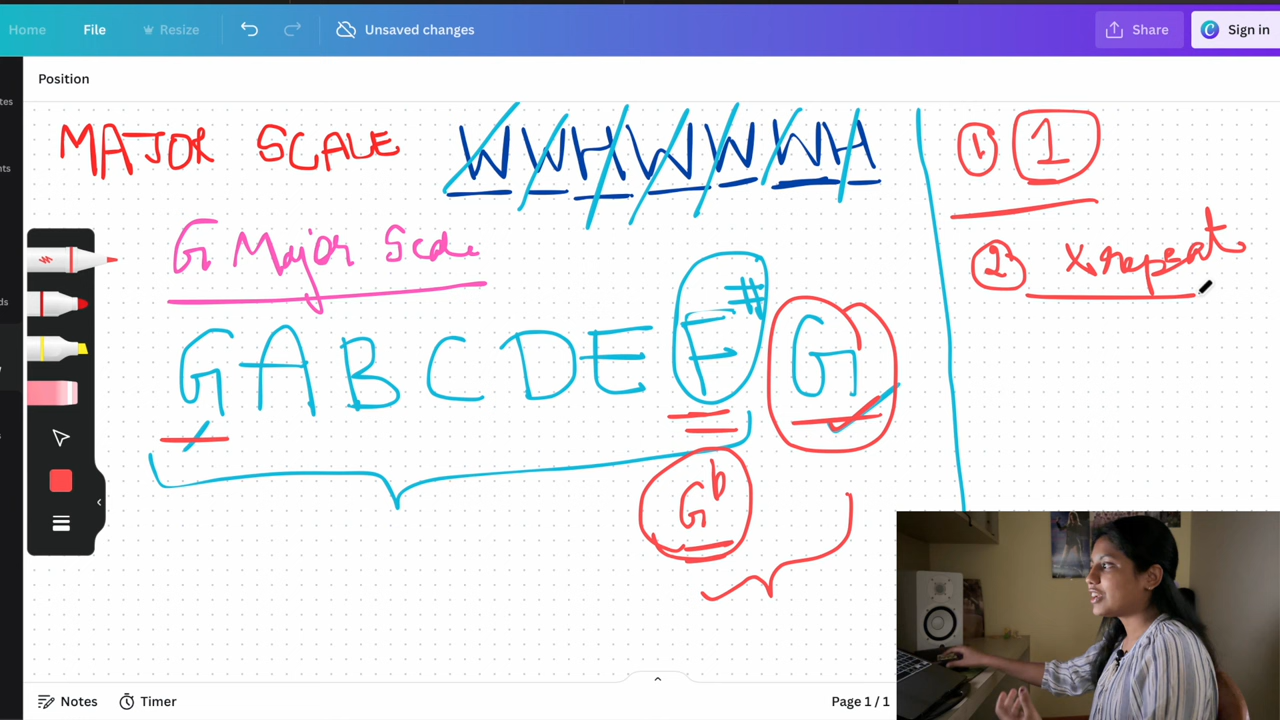 Home File Resize Unsaved changes Share Sign in
Position
MAJOR SCALE W W H W W W H
① 1
G Major Scale
② x repeat
G A B C D E F# G
Gb
Notes Timer Page 1 / 1